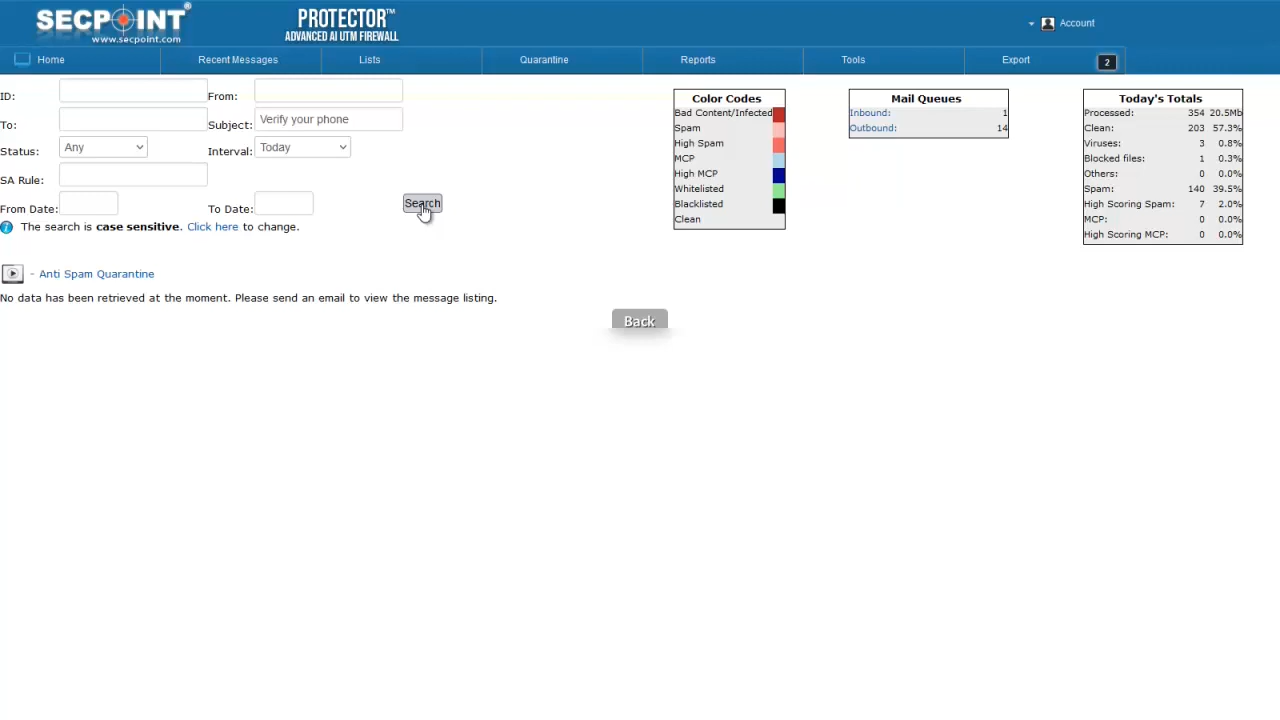 SECPOINT®
www.secpoint.com
PROTECTOR™
ADVANCED AI UTM FIREWALL
Account
Home
Recent Messages
Lists
Quarantine
Reports
Tools
Export
2
ID:
From:
To:
Subject: Verify your phone
Status: Any
Interval: Today
SA Rule:
From Date:
To Date:
Search
The search is case sensitive. Click here to change.
- Anti Spam Quarantine
No data has been retrieved at the moment. Please send an email to view the message listing.
Back
Color Codes
Bad Content/Infected
Spam
High Spam
MCP
High MCP
Whitelisted
Blacklisted
Clean
Mail Queues
Inbound: 1
Outbound: 14
Today's Totals
Processed: 354 20.5Mb
Clean: 203 57.3%
Viruses: 3 0.8%
Blocked files: 1 0.3%
Others: 0 0.0%
Spam: 140 39.5%
High Scoring Spam: 7 2.0%
MCP: 0 0.0%
High Scoring MCP: 0 0.0%